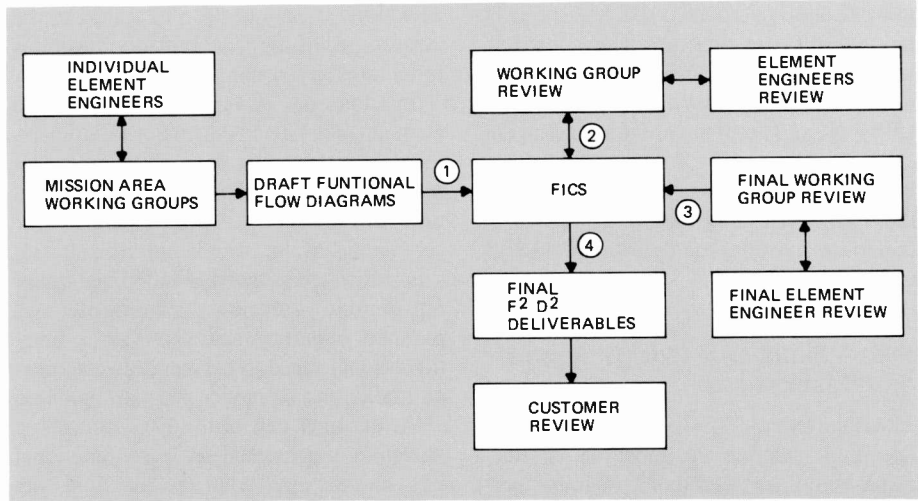 INDIVIDUAL
ELEMENT
ENGINEERS
MISSION AREA
WORKING GROUPS
DRAFT FUNTIONAL
FLOW DIAGRAMS
1
WORKING GROUP
REVIEW
ELEMENT
ENGINEERS
REVIEW
2
F1CS
3
FINAL WORKING
GROUP REVIEW
4
FINAL
F² D²
DELIVERABLES
FINAL ELEMENT
ENGINEER REVIEW
CUSTOMER
REVIEW